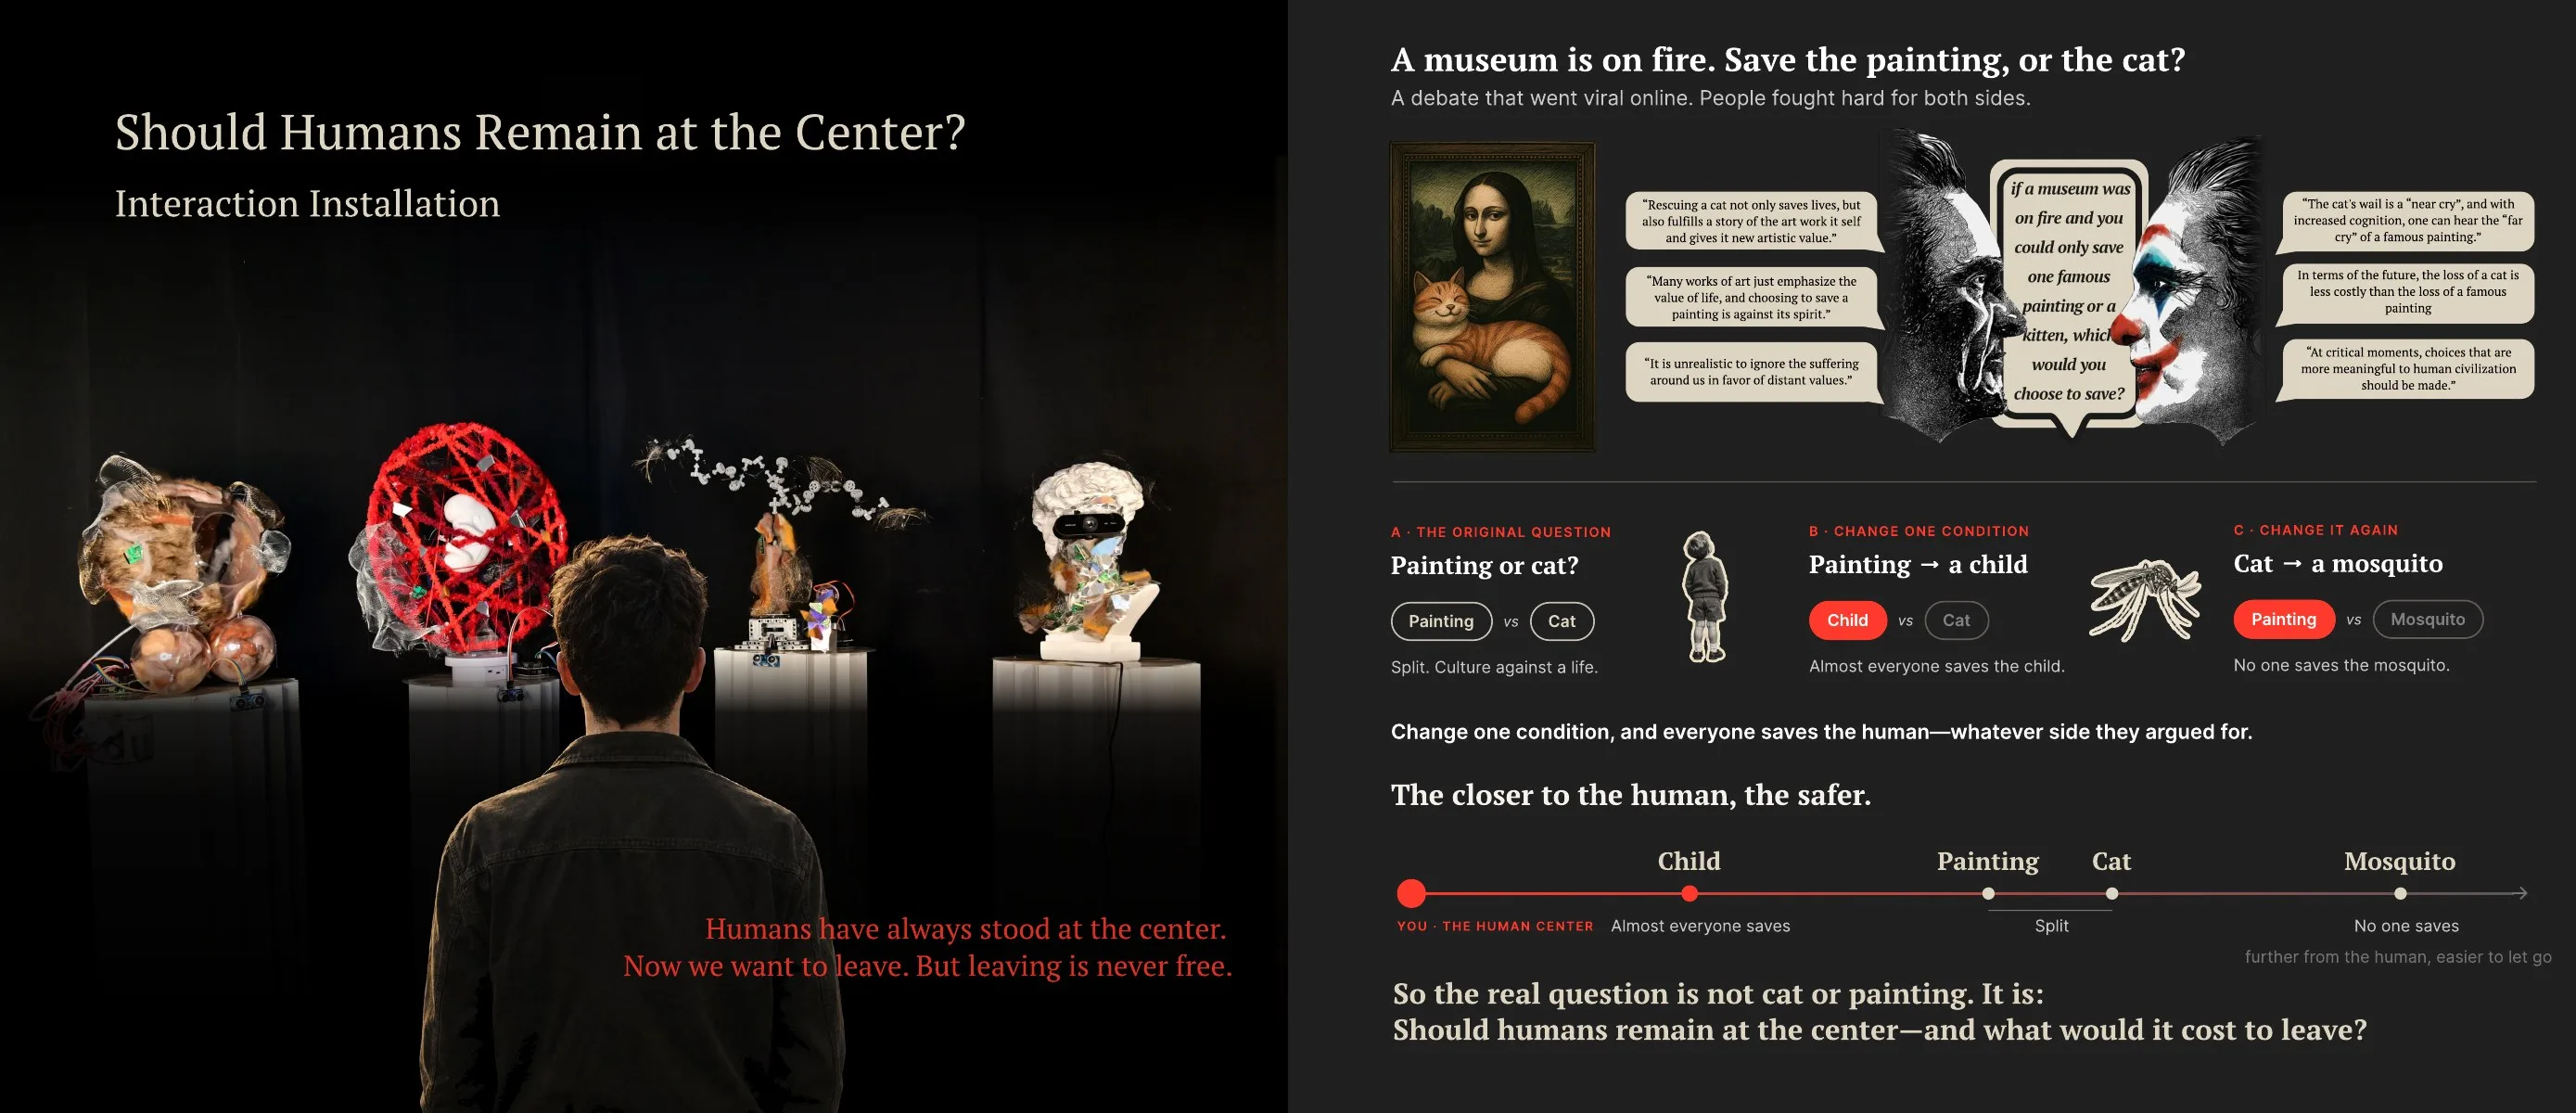 Should Humans Remain at the Center?
Interaction Installation
Humans have always stood at the center.
Now we want to leave. But leaving is never free.
A museum is on fire. Save the painting, or the cat?
A debate that went viral online. People fought hard for both sides.
“Rescuing a cat not only saves lives, but
also fulfills a story of the art work it self
and gives it new artistic value.”
“Many works of art just emphasize the
value of life, and choosing to save a
painting is against its spirit.”
“It is unrealistic to ignore the suffering
around us in favor of distant values.”
if a museum was
on fire and you
could only save
one famous
painting or a
kitten, which
would you
choose to save?
“The cat's wail is a “near cry”, and with
increased cognition, one can hear the “far
cry” of a famous painting.”
In terms of the future, the loss of a cat is
less costly than the loss of a famous
painting
“At critical moments, choices that are
more meaningful to human civilization
should be made.”
A · THE ORIGINAL QUESTION
Painting or cat?
Painting vs Cat
Split. Culture against a life.
B · CHANGE ONE CONDITION
Painting → a child
Child vs Cat
Almost everyone saves the child.
C · CHANGE IT AGAIN
Cat → a mosquito
Painting vs Mosquito
No one saves the mosquito.
Change one condition, and everyone saves the human—whatever side they argued for.
The closer to the human, the safer.
Child Painting Cat Mosquito
YOU · THE HUMAN CENTER Almost everyone saves Split No one saves
further from the human, easier to let go
So the real question is not cat or painting. It is:
Should humans remain at the center—and what would it cost to leave?